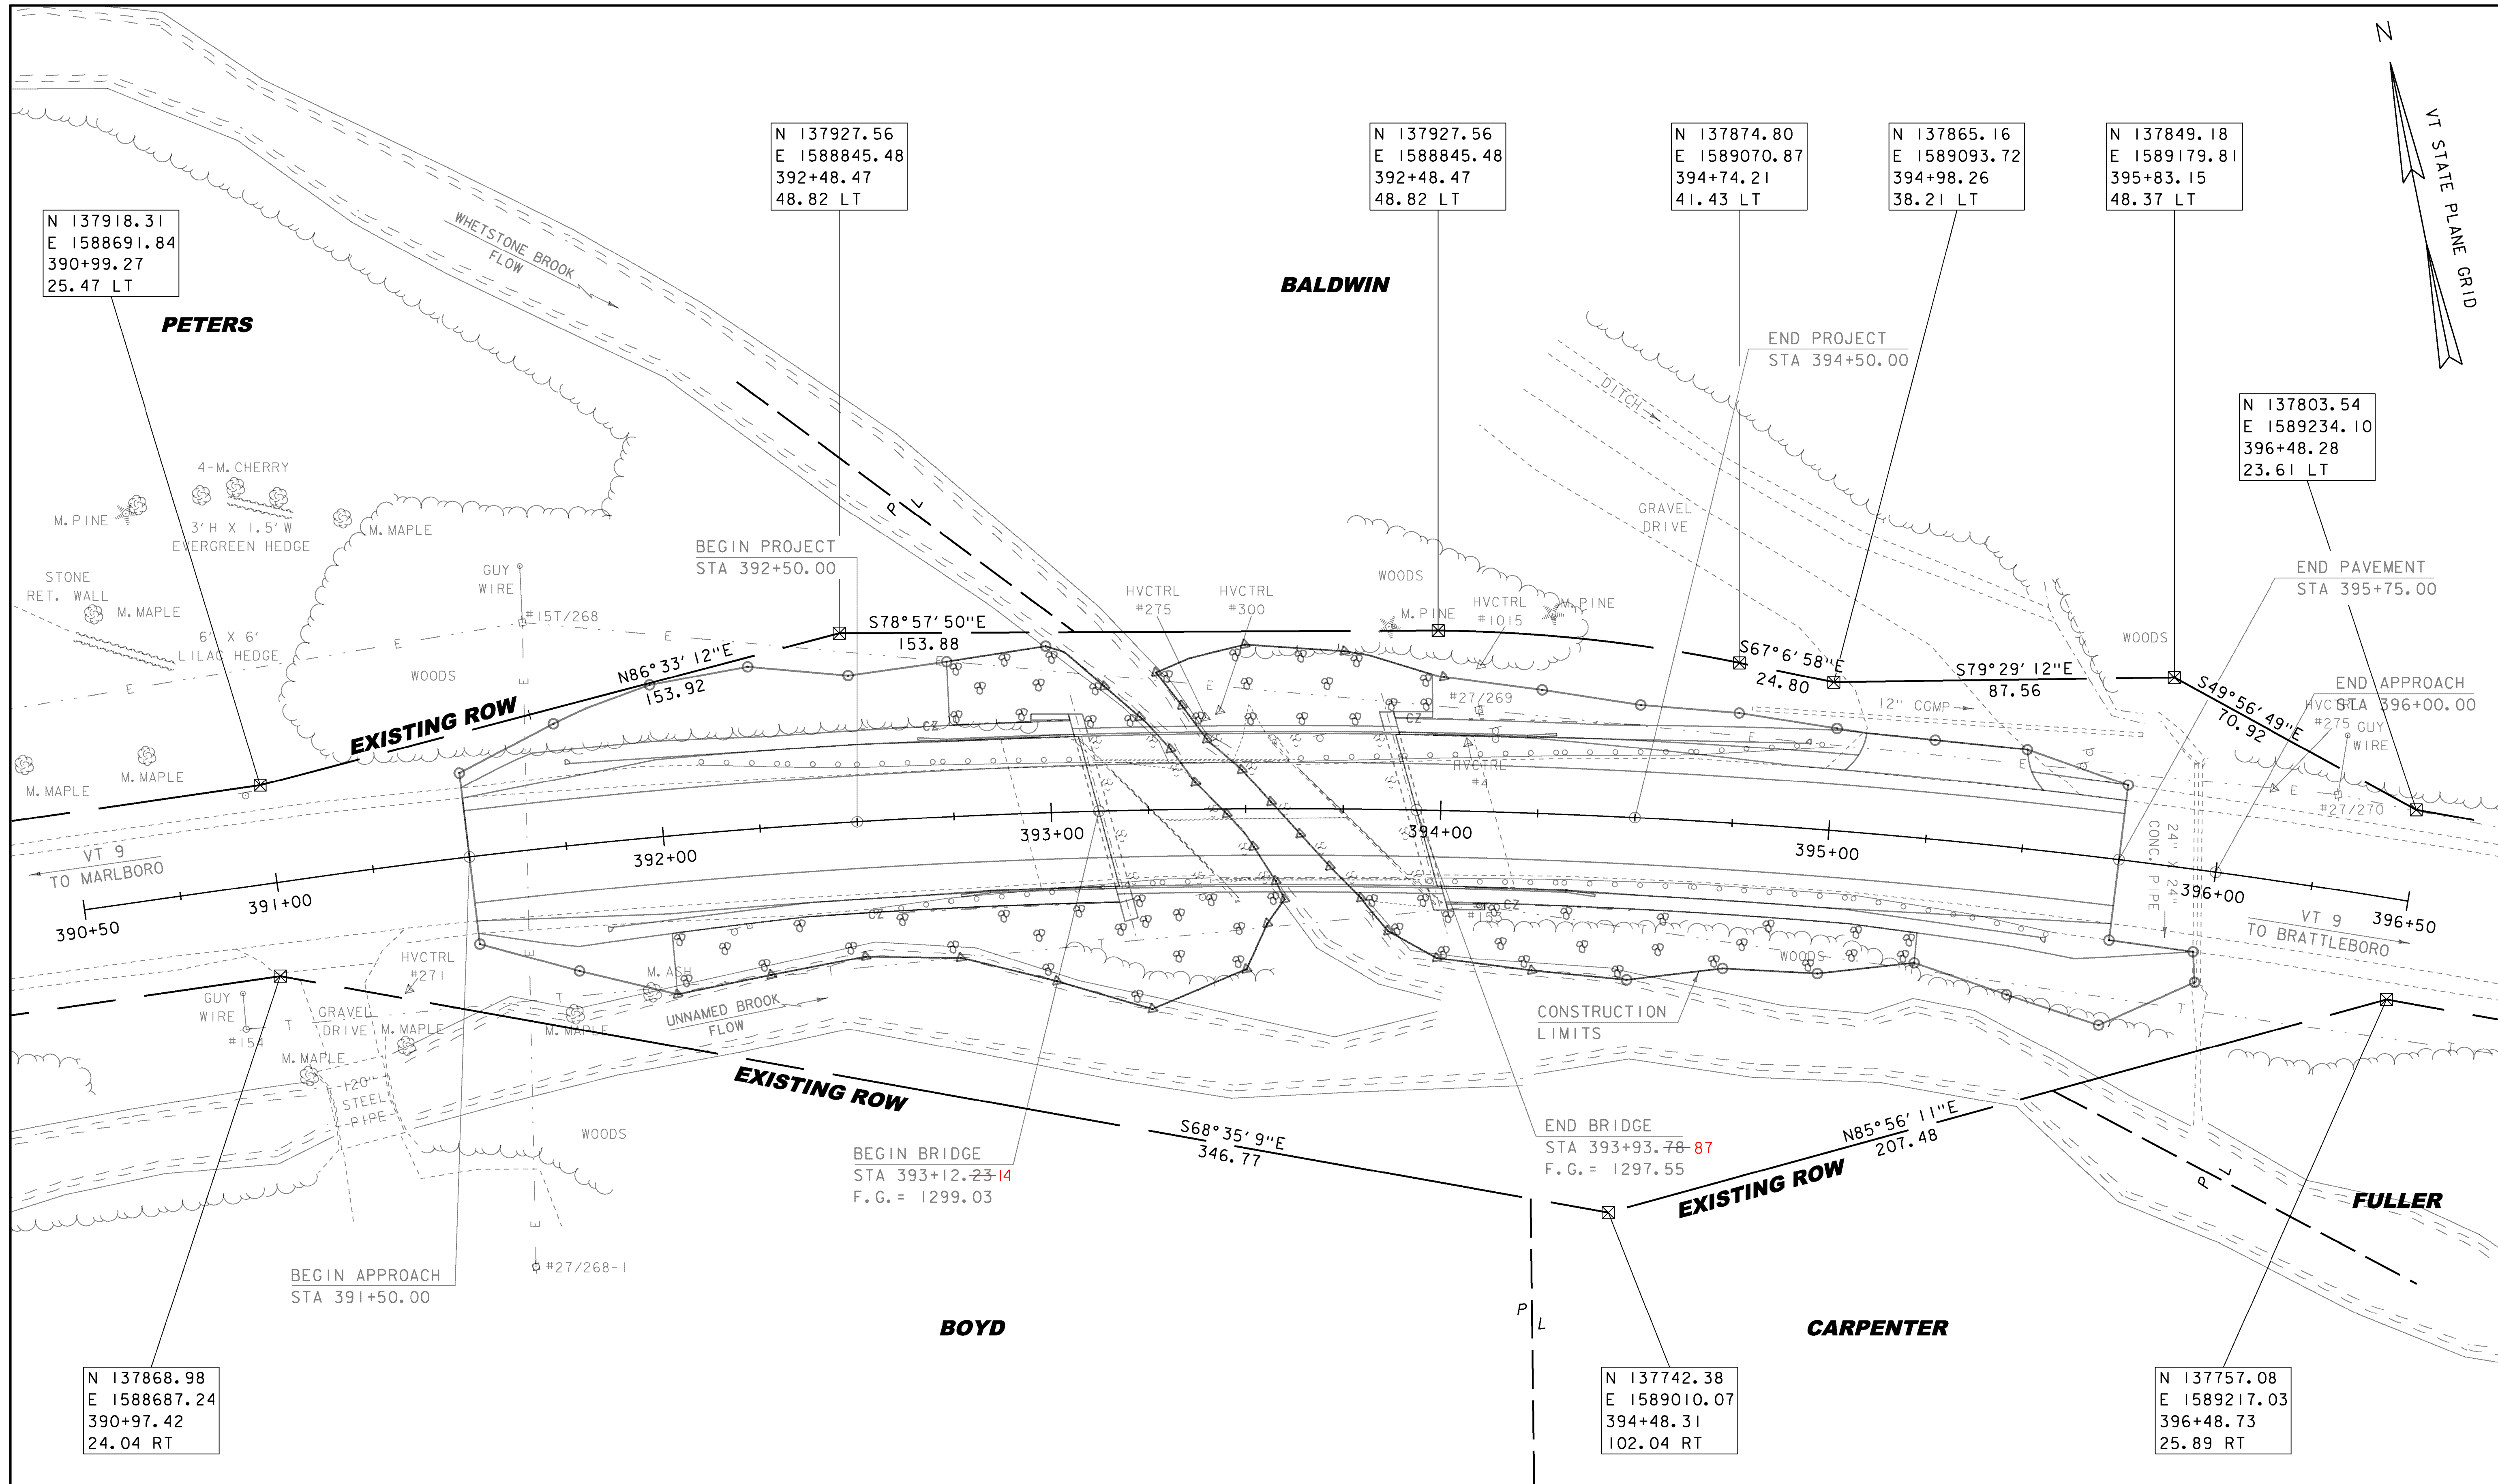 N
VT STATE PLANE GRID
N 137918.31
E 1588691.84
390+99.27
25.47 LT
N 137927.56
E 1588845.48
392+48.47
48.82 LT
N 137927.56
E 1588845.48
392+48.47
48.82 LT
N 137874.80
E 1589070.87
394+74.21
41.43 LT
N 137865.16
E 1589093.72
394+98.26
38.21 LT
N 137849.18
E 1589179.81
395+83.15
48.37 LT
N 137803.54
E 1589234.10
396+48.28
23.61 LT
WHETSTONE BROOK
FLOW
PETERS
BALDWIN
END PROJECT
STA 394+50.00
DITCH
GRAVEL
DRIVE
4-M.CHERRY
M.PINE
3'H X 1.5'W
EVERGREEN HEDGE
M.MAPLE
STONE
RET. WALL
M.MAPLE
6' X 6'
LILAC HEDGE
GUY
WIRE
#15T/268
E
E
E
WOODS
P
L
BEGIN PROJECT
STA 392+50.00
HVCTRL
#275
HVCTRL
#300
WOODS
M.PINE
HVCTRL
#1015
M.PINE
END PAVEMENT
STA 395+75.00
WOODS
S78°57'50"E
153.88
N86°33'12"E
153.92
S67°6'58"E
24.80
S79°29'12"E
87.56
S49°56'49"E
70.92
END APPROACH
STA 396+00.00
HVCTRL
#275
GUY
WIRE
#27/270
E
E
E
E
E
E
EXISTING ROW
CZ
CZ
#27/269
12" CGMP
HVCTRL
#4
M.MAPLE
M.MAPLE
VT 9
TO MARLBORO
390+50
391+00
392+00
393+00
394+00
395+00
396+00
396+50
24" X 24"
CONC. PIPE
VT 9
TO BRATTLEBORO
CZ
CZ
#153
E
HVCTRL
#271
GUY
WIRE
#154
T
GRAVEL
DRIVE
M.MAPLE
M.MAPLE
M.ASH
M.MAPLE
T
T
T
T
T
T
UNNAMED BROOK
FLOW
WOODS
CONSTRUCTION
LIMITS
120"
STEEL
PIPE
WOODS
E
#27/268-1
EXISTING ROW
S68°35'9"E
346.77
BEGIN BRIDGE
STA 393+12.23 14
F.G.= 1299.03
END BRIDGE
STA 393+93.78 87
F.G.= 1297.55
N85°56'11"E
207.48
EXISTING ROW
P
L
FULLER
BEGIN APPROACH
STA 391+50.00
BOYD
P
L
CARPENTER
N 137868.98
E 1588687.24
390+97.42
24.04 RT
N 137742.38
E 1589010.07
394+48.31
102.04 RT
N 137757.08
E 1589217.03
396+48.73
25.89 RT